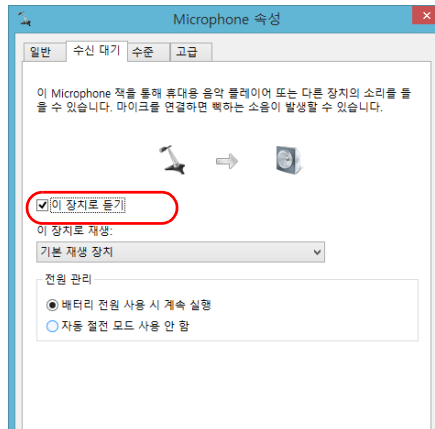 Microphone 속성
일반 수신 대기 수준 고급
이 Microphone 잭을 통해 휴대용 음악 플레이어 또는 다른 장치의 소리를 들
을 수 있습니다. 마이크를 연결하면 삑하는 소음이 발생할 수 있습니다.
이 장치로 듣기
이 장치로 재생:
기본 재생 장치
전원 관리
배터리 전원 사용 시 계속 실행
자동 절전 모드 사용 안 함